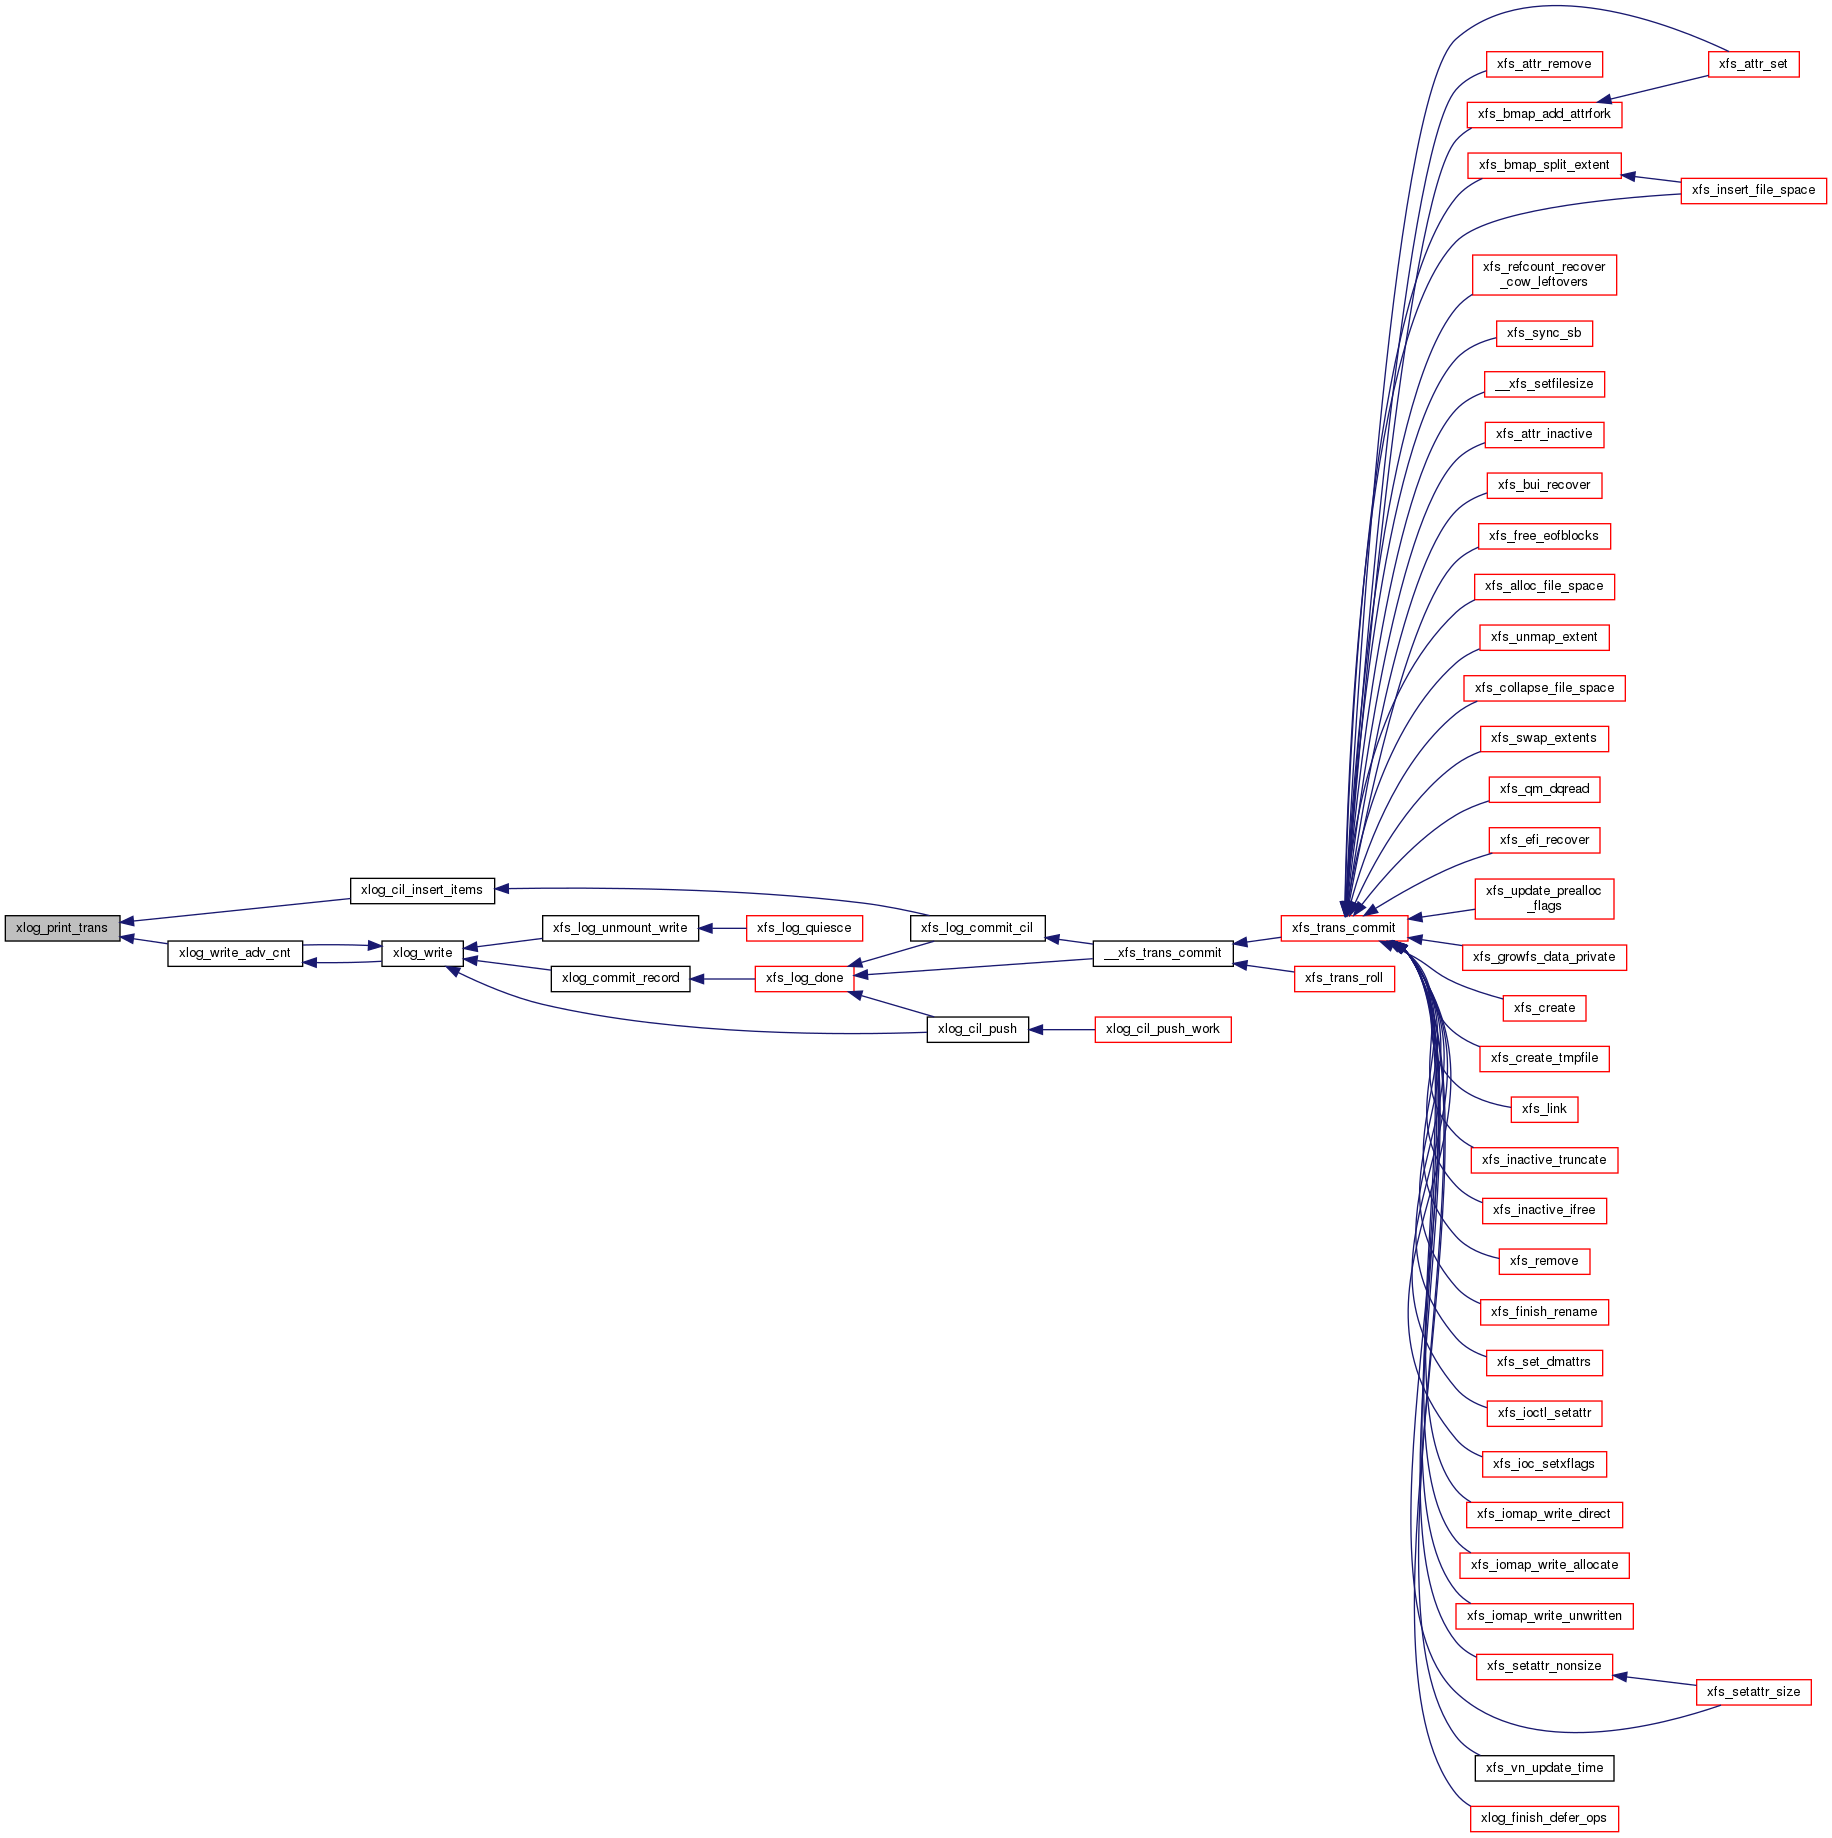 xlog_print_trans
xlog_cil_insert_items
xlog_write_adv_cnt
xlog_write
xfs_log_unmount_write
xlog_commit_record
xfs_log_quiesce
xfs_log_done
xfs_log_commit_cil
xlog_cil_push
__xfs_trans_commit
xlog_cil_push_work
xfs_trans_commit
xfs_trans_roll
xfs_attr_set
xfs_attr_remove
xfs_bmap_add_attrfork
xfs_bmap_split_extent
xfs_insert_file_space
xfs_refcount_recover
_cow_leftovers
xfs_sync_sb
__xfs_setfilesize
xfs_attr_inactive
xfs_bui_recover
xfs_free_eofblocks
xfs_alloc_file_space
xfs_unmap_extent
xfs_collapse_file_space
xfs_swap_extents
xfs_qm_dqread
xfs_efi_recover
xfs_update_prealloc
_flags
xfs_growfs_data_private
xfs_create
xfs_create_tmpfile
xfs_link
xfs_inactive_truncate
xfs_inactive_ifree
xfs_remove
xfs_finish_rename
xfs_set_dmattrs
xfs_ioctl_setattr
xfs_ioc_setxflags
xfs_iomap_write_direct
xfs_iomap_write_allocate
xfs_iomap_write_unwritten
xfs_setattr_nonsize
xfs_setattr_size
xfs_vn_update_time
xlog_finish_defer_ops